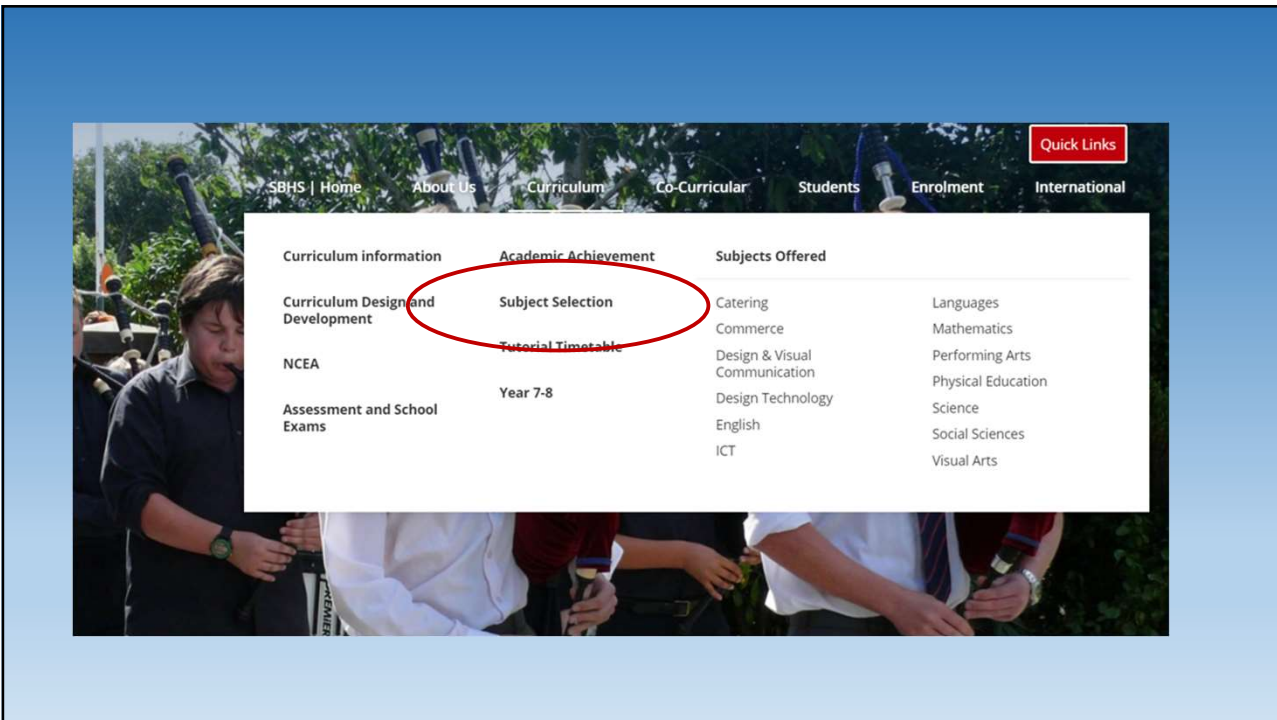 Quick Links
SBHS | Home About Us Curriculum Co-Curricular Students Enrolment International
Curriculum information
Curriculum Design and
Development
NCEA
Assessment and School
Exams
Academic Achievement
Subject Selection
Tutorial Timetable
Year 7-8
Subjects Offered
Catering
Commerce
Design & Visual
Communication
Design Technology
English
ICT
Languages
Mathematics
Performing Arts
Physical Education
Science
Social Sciences
Visual Arts
PREMIER